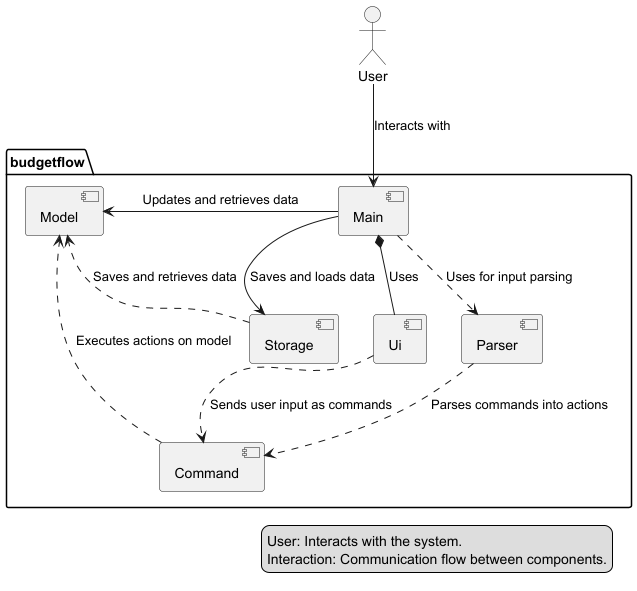 User
Interacts with
budgetflow
Model
Updates and retrieves data
Main
Saves and retrieves data
Saves and loads data
Uses
Uses for input parsing
Executes actions on model
Storage
Ui
Parser
Sends user input as commands
Parses commands into actions
Command
User: Interacts with the system.
Interaction: Communication flow between components.